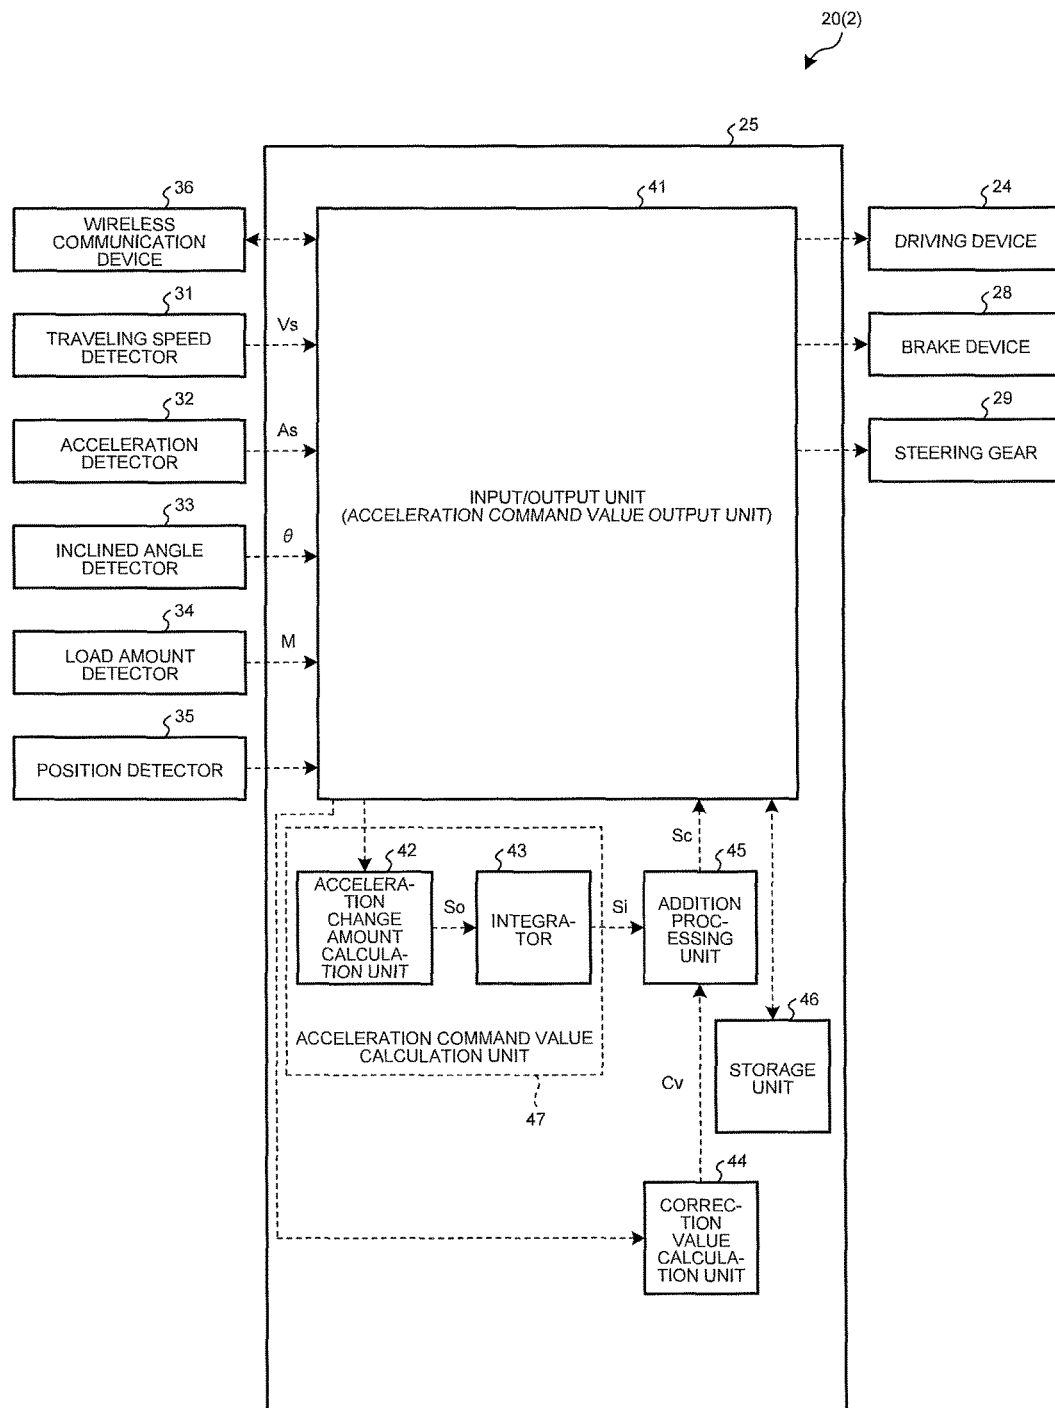 20(2)
25
36
WIRELESS
COMMUNICATION
DEVICE
41
24
DRIVING DEVICE
31
TRAVELING SPEED
DETECTOR
Vs
28
BRAKE DEVICE
32
ACCELERATION
DETECTOR
As
29
STEERING GEAR
INPUT/OUTPUT UNIT
(ACCELERATION COMMAND VALUE OUTPUT UNIT)
33
INCLINED ANGLE
DETECTOR
θ
34
LOAD AMOUNT
DETECTOR
M
35
POSITION DETECTOR
42
ACCELERA-
TION
CHANGE
AMOUNT
CALCULA-
TION UNIT
So
43
INTEGRA-
TOR
Si
Sc
45
ADDITION
PROC-
ESSING
UNIT
ACCELERATION COMMAND VALUE
CALCULATION UNIT
47
46
STORAGE
UNIT
Cv
44
CORREC-
TION
VALUE
CALCULA-
TION UNIT